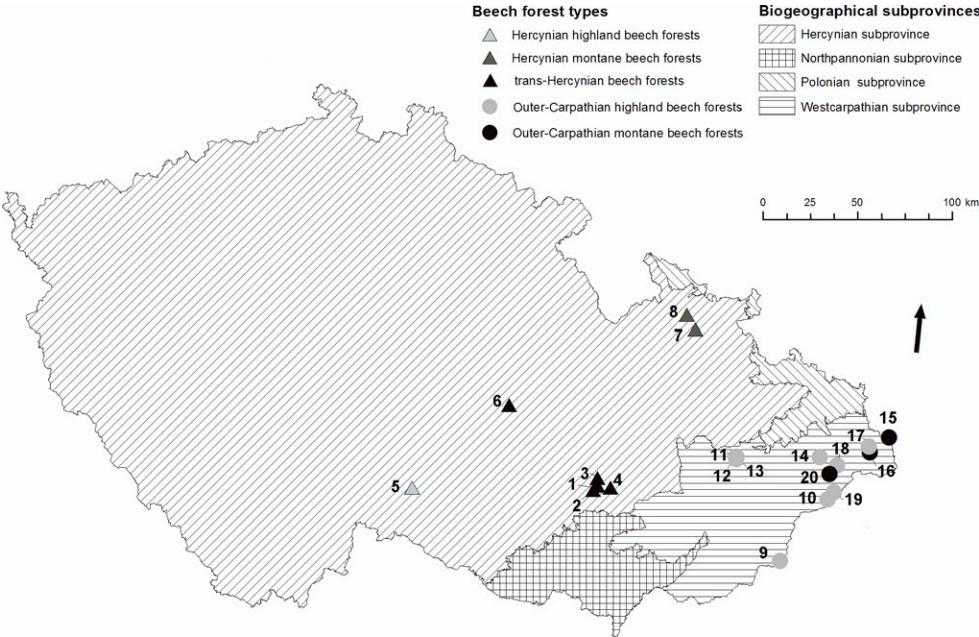 Beech forest types
Hercynian highland beech forests
Hercynian montane beech forests
trans-Hercynian beech forests
Outer-Carpathian highland beech forests
Outer-Carpathian montane beech forests
Biogeographical subprovinces
Hercynian subprovince
Northpannonian subprovince
Polonian subprovince
Westcarpathian subprovince
0 50 100 km
8
7
6
15
17
18
11 14
16
12 13
3
4
20
5
1
10 19
2
9